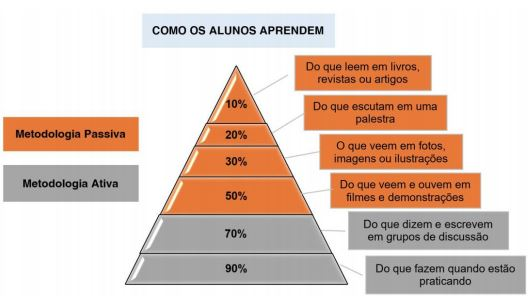 COMO OS ALUNOS APRENDEM
Do que leem em livros,
revistas ou artigos
10%
Do que escutam em uma
palestra
20%
Metodologia Passiva
O que veem em fotos,
imagens ou ilustrações
30%
Metodologia Ativa
Do que veem e ouvem em
filmes e demonstrações
50%
Do que dizem e escrevem
em grupos de discussão
70%
Do que fazem quando estão
praticando
90%